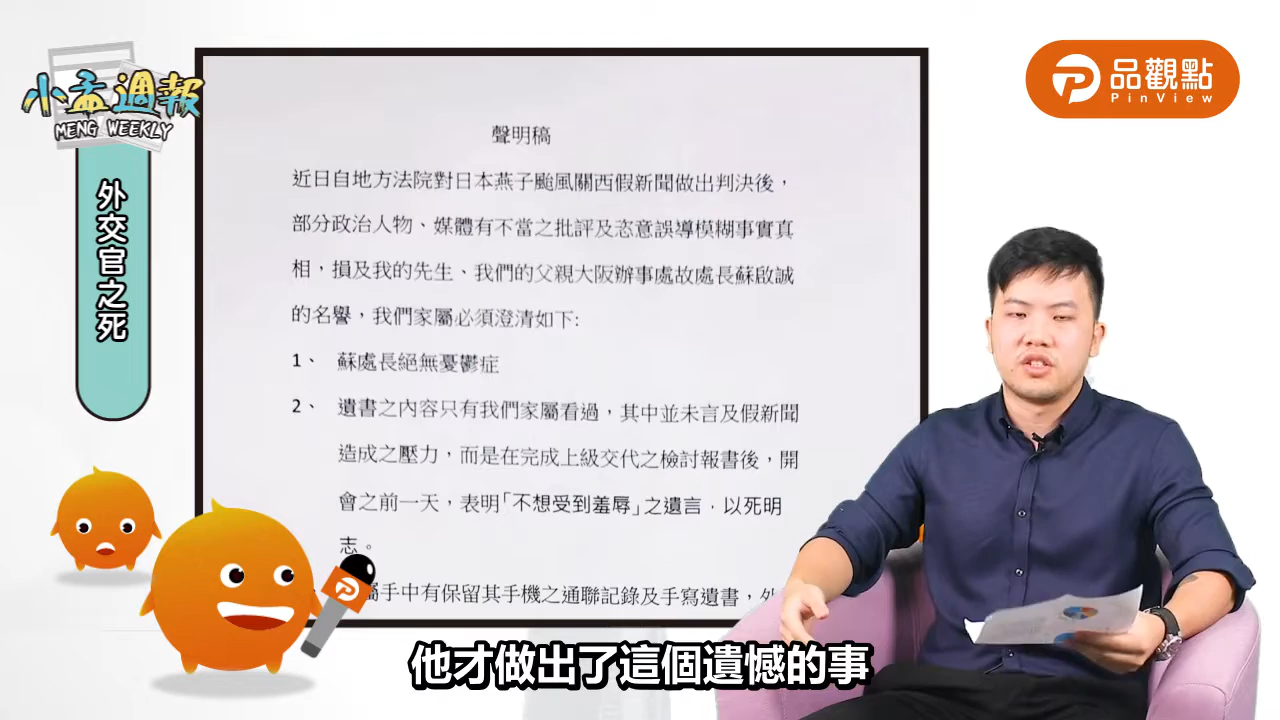 小孟週報
MENG WEEKLY
外交官之死
品觀點
PinView
聲明稿
近日自地方法院對日本燕子颱風關西假新聞做出判決後，
部分政治人物、媒體有不當之批評及恣意誤導模糊事實真
相，損及我的先生、我們的父親大阪辦事處故處長蘇啟誠
的名譽，我們家屬必須澄清如下:
1、 蘇處長絕無憂鬱症
2、 遺書之內容只有我們家屬看過，其中並未言及假新聞
造成之壓力，而是在完成上級交代之檢討報書後，開
會之前一天，表明「不想受到羞辱」之遺言，以死明
志。
屬手中有保留其手機之通聯記錄及手寫遺書，外
他才做出了這個遺憾的事